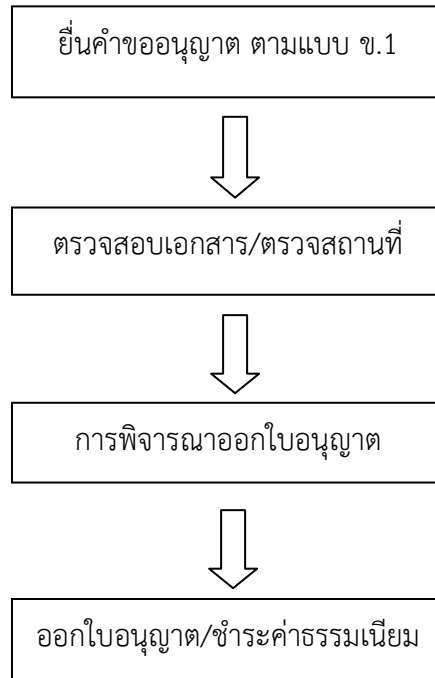 ยื่นคำขออนุญาต ตามแบบ ข.1
ตรวจสอบเอกสาร/ตรวจสถานที่
การพิจารณาออกใบอนุญาต
ออกใบอนุญาต/ชำระค่าธรรมเนียม